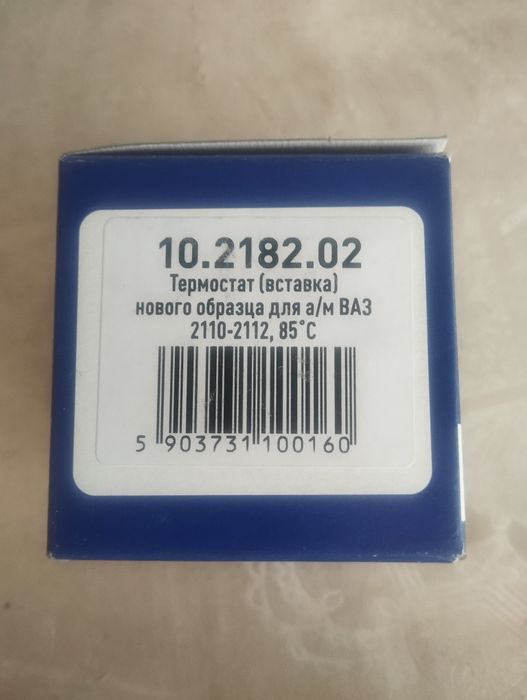 10.2182.02
Термостат (вставка)
нового образца для а/м ВАЗ
2110-2112, 85°C
5 903731 100160